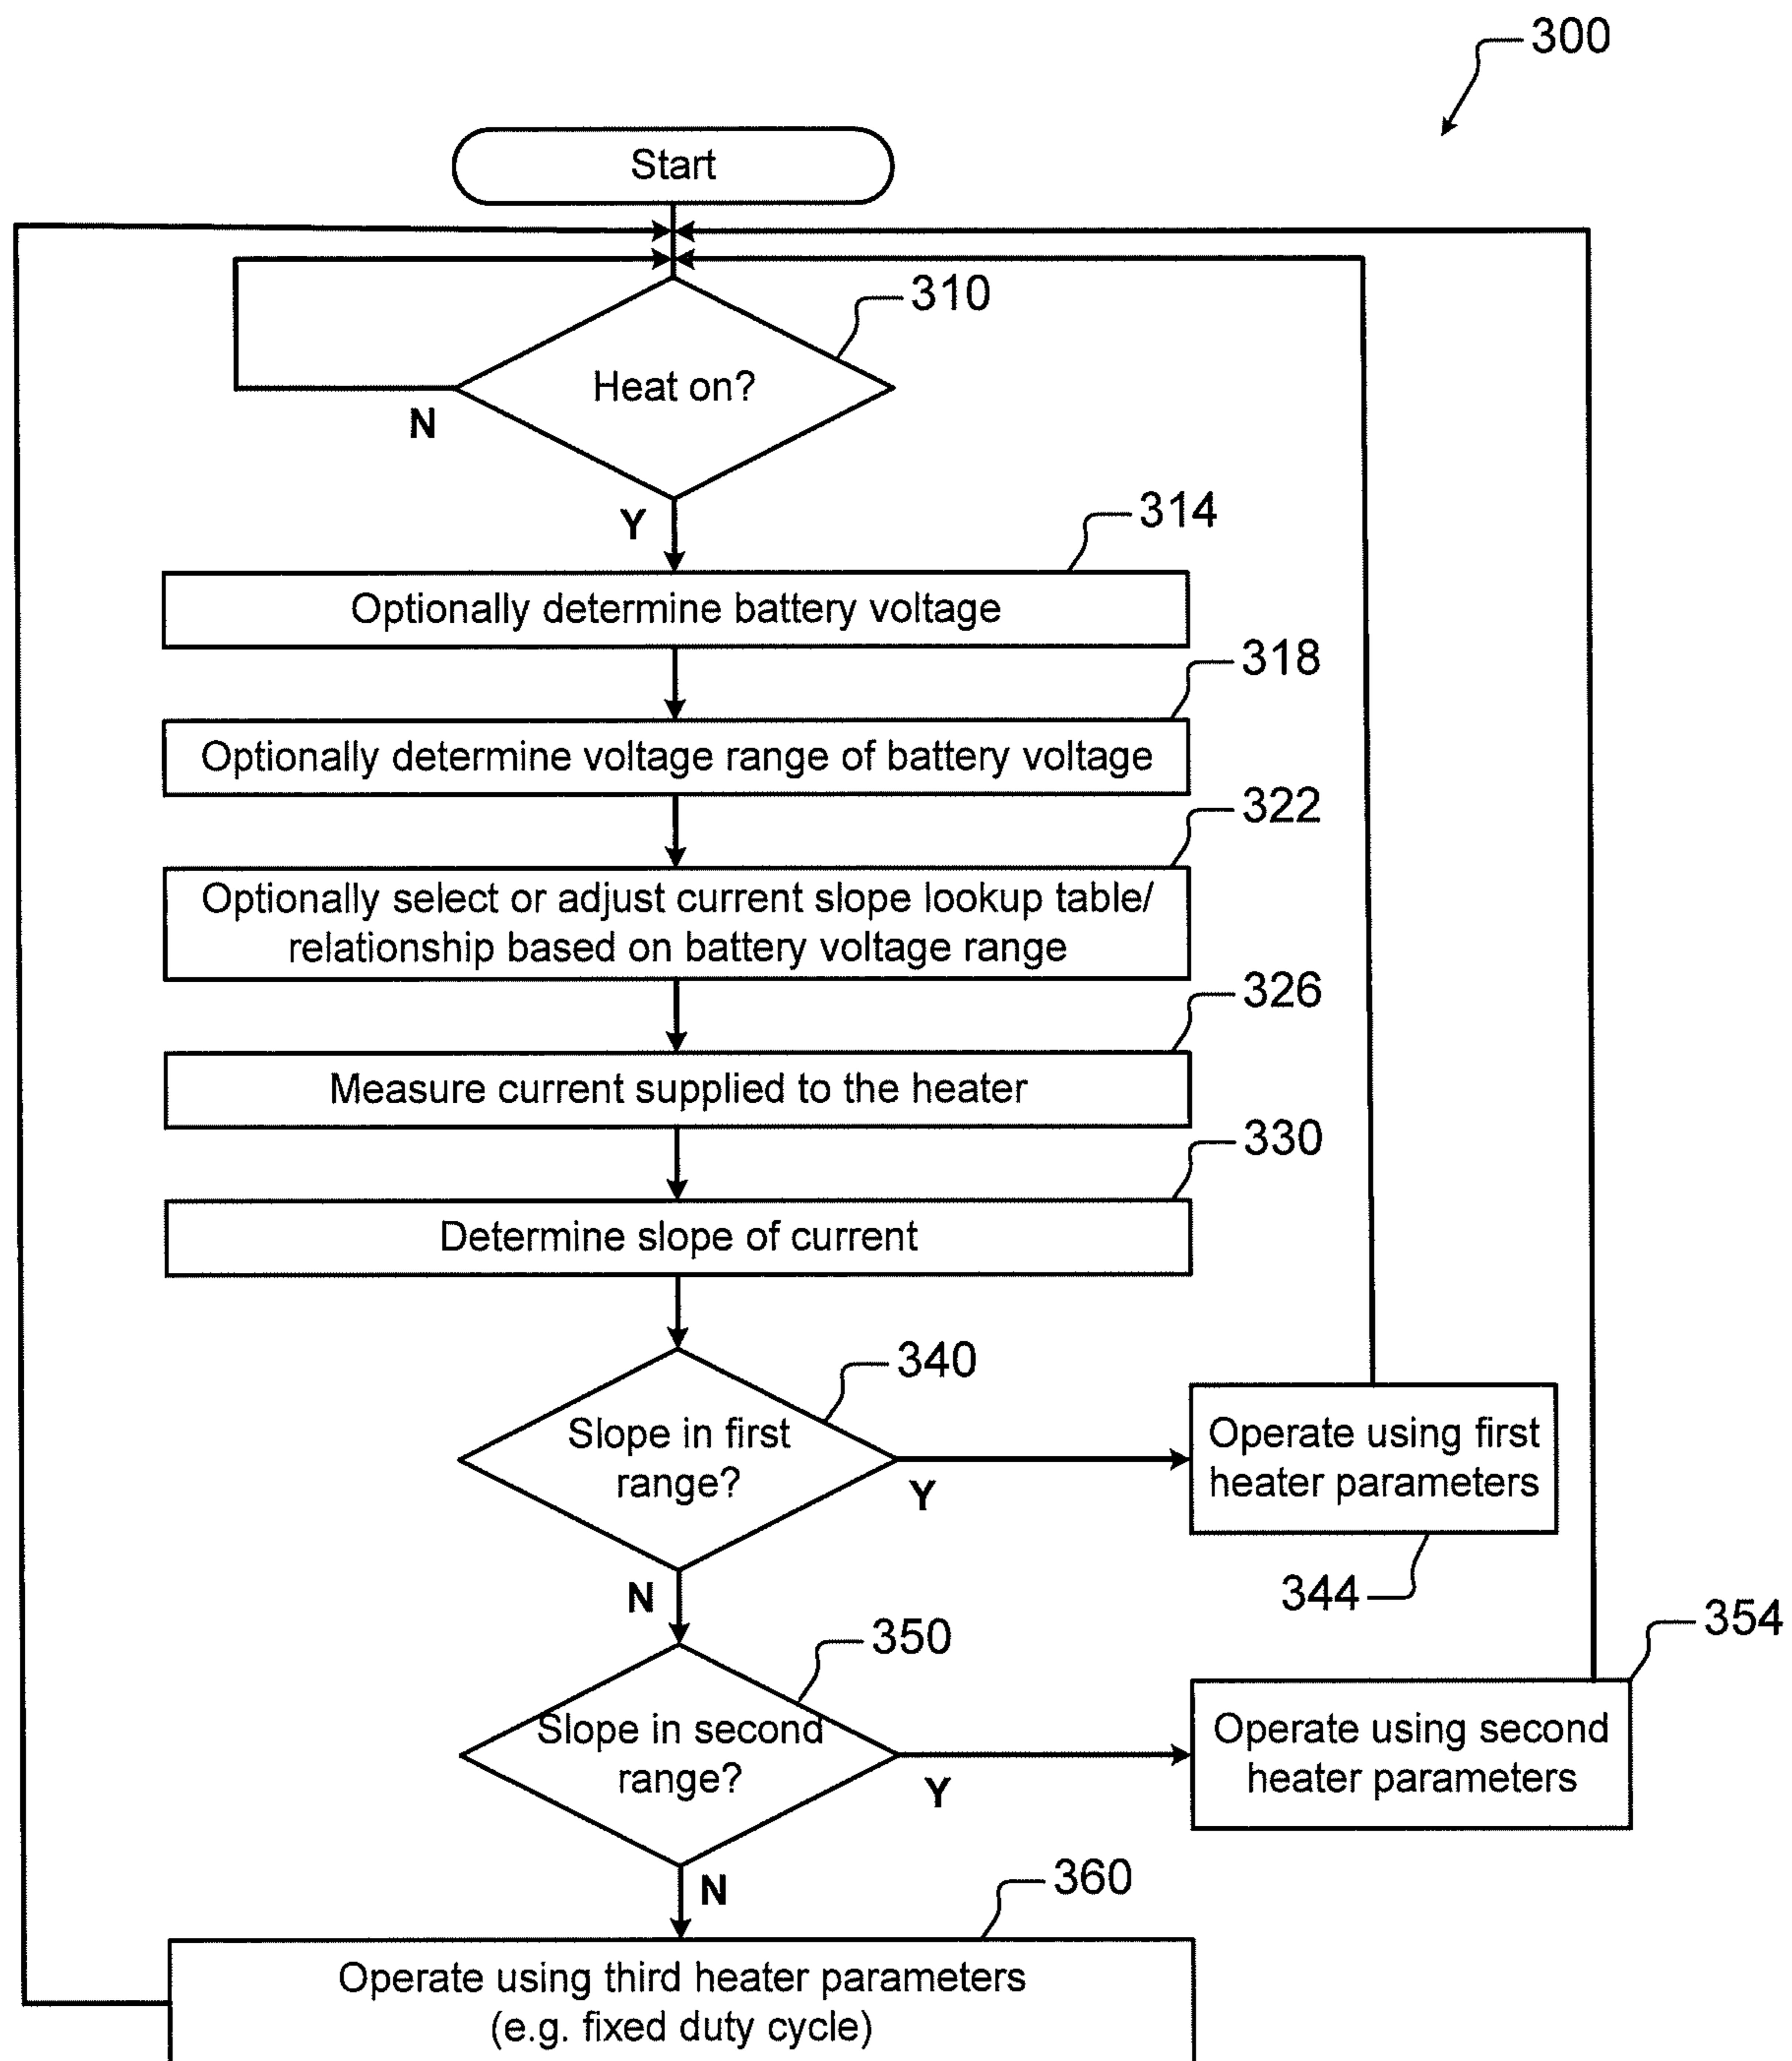 300
Start
310
Heat on?
N
Y
314
Optionally determine battery voltage
318
Optionally determine voltage range of battery voltage
322
Optionally select or adjust current slope lookup table/
relationship based on battery voltage range
326
Measure current supplied to the heater
330
Determine slope of current
340
Slope in first
range?
Y
Operate using first
heater parameters
344
N
350
354
Slope in second
range?
Y
Operate using second
heater parameters
N
360
Operate using third heater parameters
(e.g. fixed duty cycle)